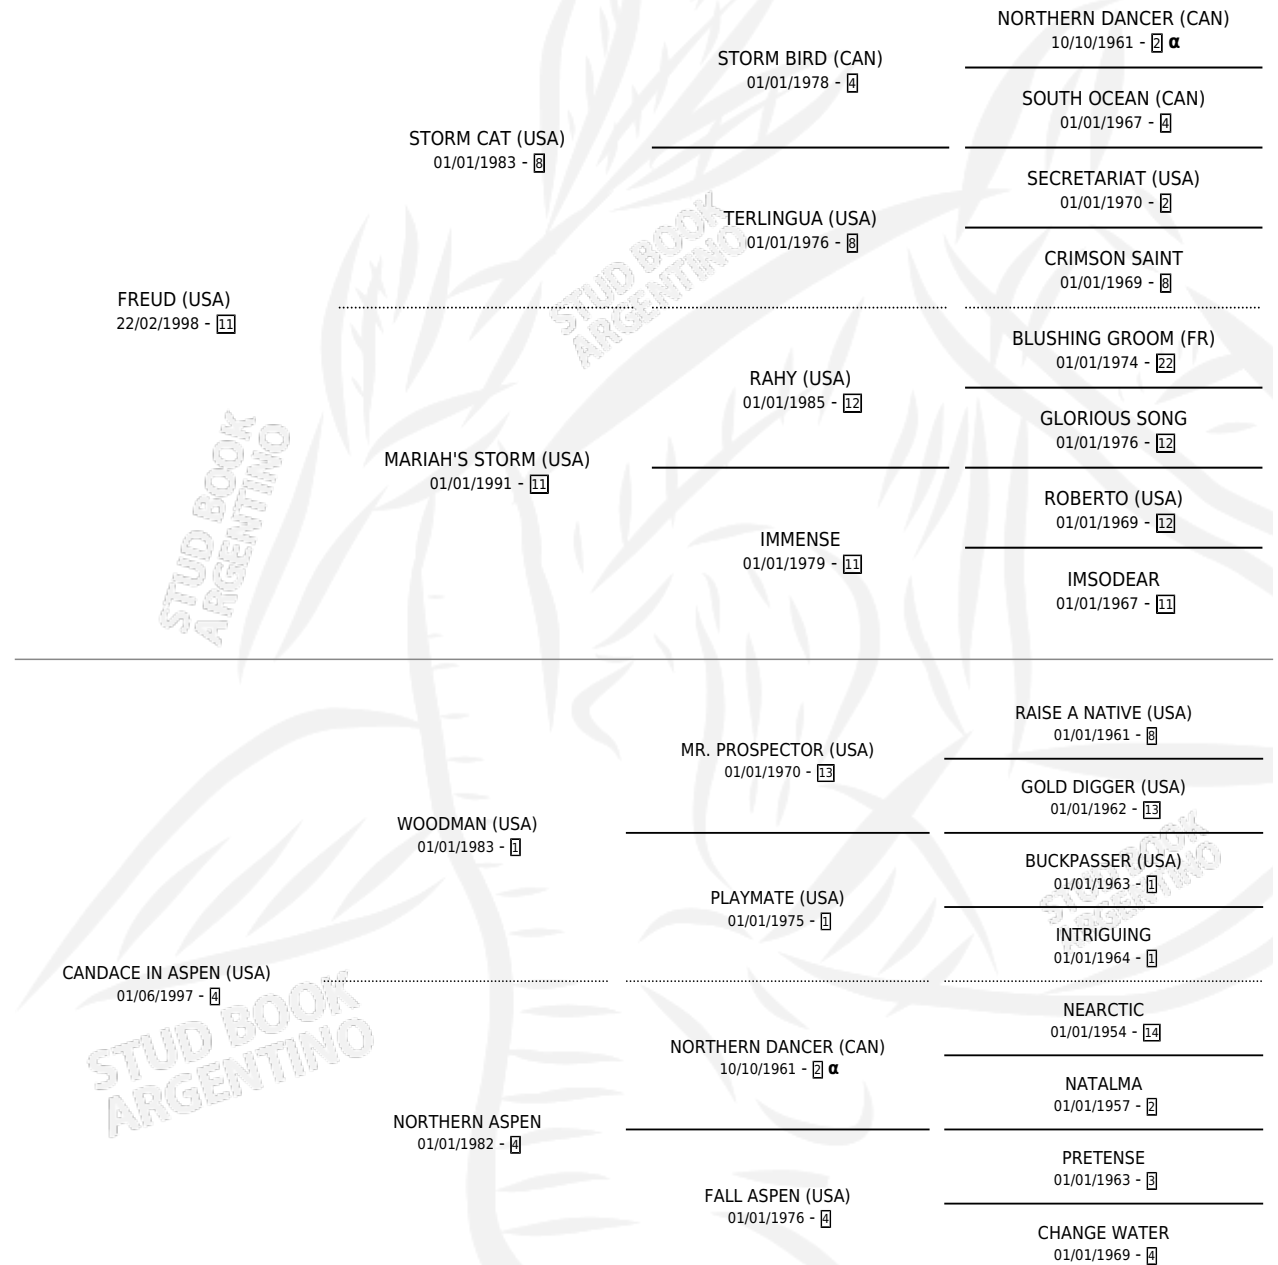 NORTHERN DANCER (CAN)
10/10/1961 - 2 α
STORM BIRD (CAN)
01/01/1978 - 4
SOUTH OCEAN (CAN)
01/01/1967 - 4
STORM CAT (USA)
01/01/1983 - 8
SECRETARIAT (USA)
01/01/1970 - 2
TERLINGUA (USA)
01/01/1976 - 8
CRIMSON SAINT
01/01/1969 - 8
STUD BOOK
ARGENTINO
FREUD (USA)
22/02/1998 - 11
BLUSHING GROOM (FR)
01/01/1974 - 22
RAHY (USA)
01/01/1985 - 12
GLORIOUS SONG
01/01/1976 - 12
MARIAH'S STORM (USA)
01/01/1991 - 11
ROBERTO (USA)
01/01/1969 - 12
IMMENSE
01/01/1979 - 11
IMSODEAR
01/01/1967 - 11
STUD BOOK
ARGENTINO
RAISE A NATIVE (USA)
01/01/1961 - 8
MR. PROSPECTOR (USA)
01/01/1970 - 13
GOLD DIGGER (USA)
01/01/1962 - 13
WOODMAN (USA)
01/01/1983 - 1
BUCKPASSER (USA)
01/01/1963 - 1
PLAYMATE (USA)
01/01/1975 - 1
INTRIGUING
01/01/1964 - 1
STUD BOOK
ARGENTINO
CANDACE IN ASPEN (USA)
01/06/1997 - 4
NEARCTIC
01/01/1954 - 14
NORTHERN DANCER (CAN)
10/10/1961 - 2 α
NATALMA
01/01/1957 - 2
NORTHERN ASPEN
01/01/1982 - 4
PRETENSE
01/01/1963 - 3
FALL ASPEN (USA)
01/01/1976 - 4
CHANGE WATER
01/01/1969 - 4
STUD BOOK
ARGENTINO